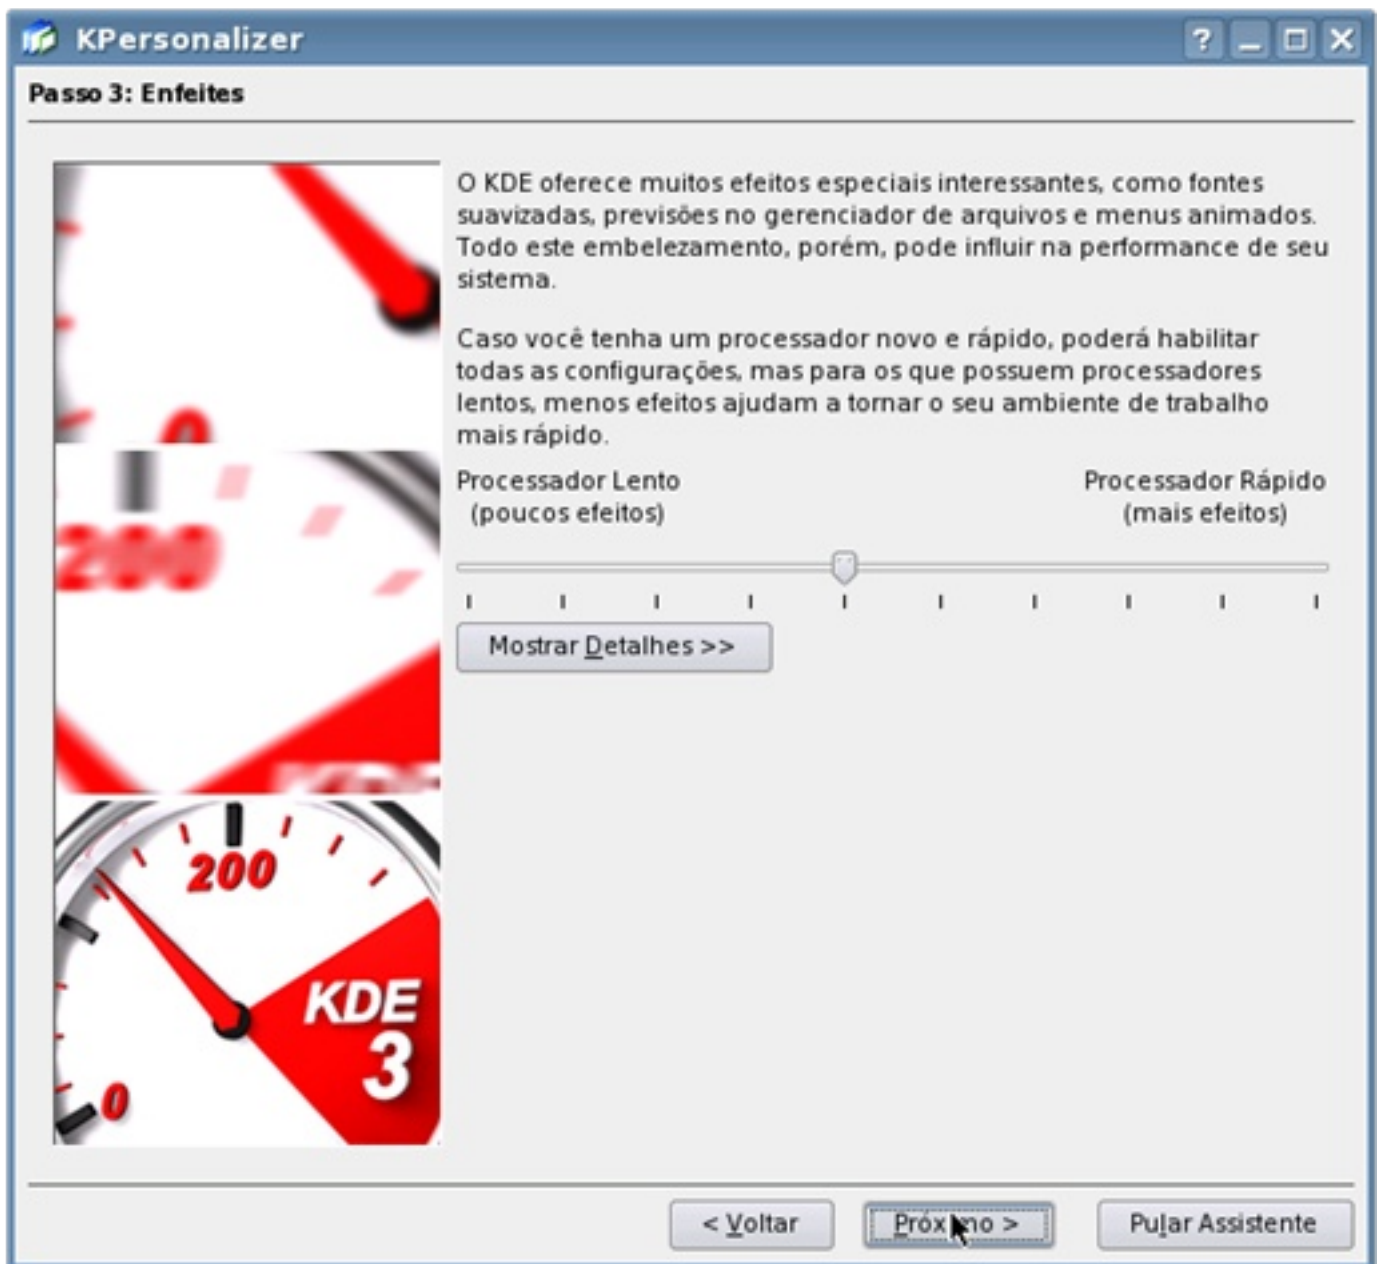 KPersonalizer
Passo 3: Enfeites
O KDE oferece muitos efeitos especiais interessantes, como fontes
suavizadas, previsões no gerenciador de arquivos e menus animados.
Todo este embelezamento, porém, pode influir na performance de seu
sistema.
Caso você tenha um processador novo e rápido, poderá habilitar
todas as configurações, mas para os que possuem processadores
lentos, menos efeitos ajudam a tornar o seu ambiente de trabalho
mais rápido.
Processador Lento
(poucos efeitos)
Processador Rápido
(mais efeitos)
Mostrar Detalhes >>
0
200
200
KDE
3
0
< Voltar
Próximo >
Pular Assistente